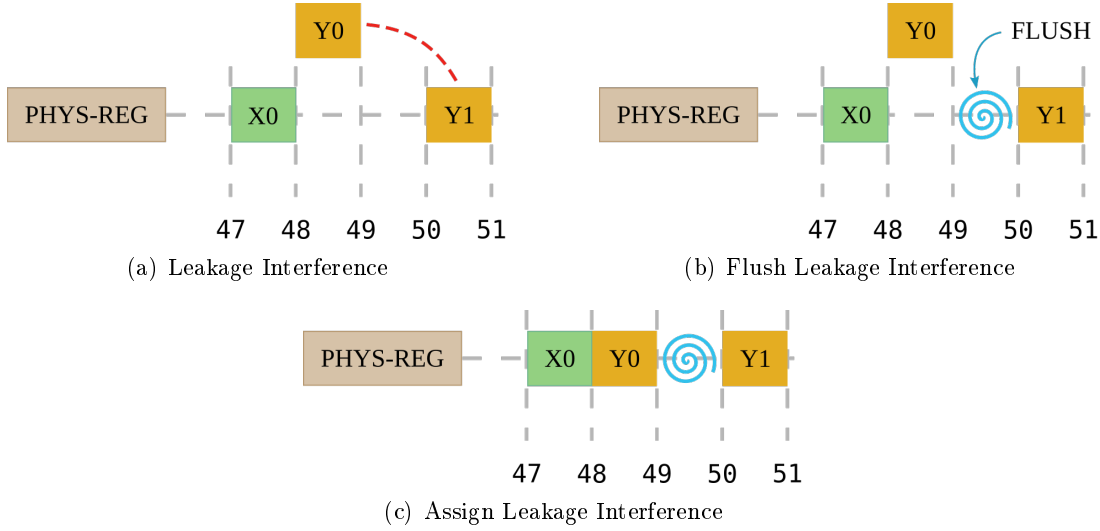 Y0
PHYS-REG X0 Y1
47 48 49 50 51
(a) Leakage Interference
Y0 FLUSH
PHYS-REG X0 Y1
47 48 49 50 51
(b) Flush Leakage Interference
PHYS-REG X0 Y0 Y1
47 48 49 50 51
(c) Assign Leakage Interference